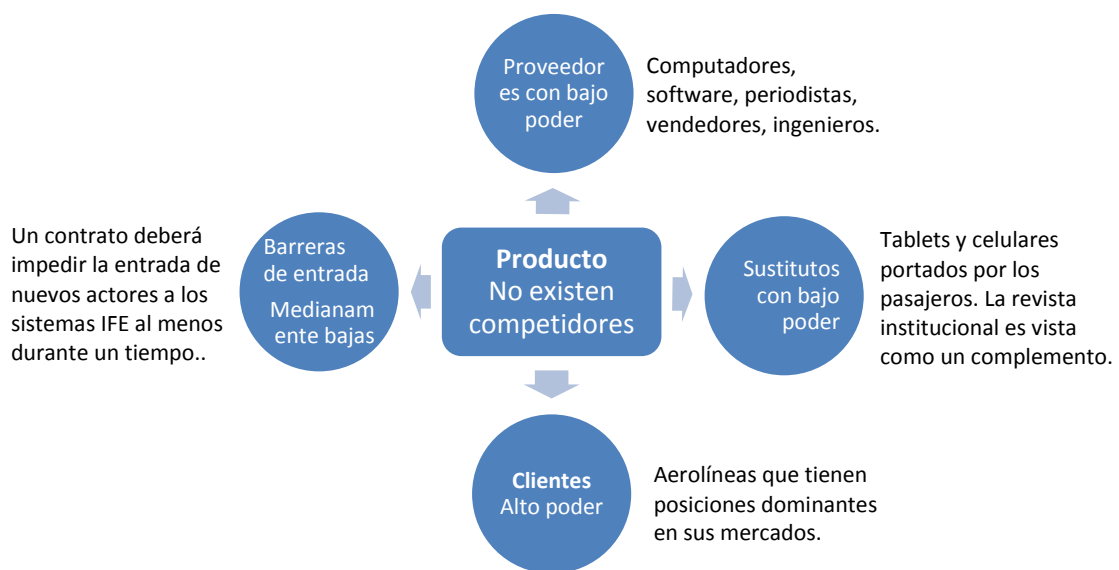 Proveedor
es con bajo
poder
Computadores,
software, periodistas,
vendedores, ingenieros.
Un contrato deberá
impedir la entrada de
nuevos actores a los
sistemas IFE al menos
durante un tiempo..
Barreras
de entrada
Medianam
ente bajas
Producto
No existen
competidores
Sustitutos
con bajo
poder
Tablets y celulares
portados por los
pasajeros. La revista
institucional es vista
como un complemento.
Clientes
Alto poder
Aerolíneas que tienen
posiciones dominantes
en sus mercados.